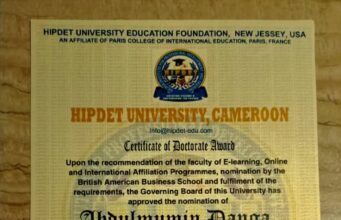 HIPDET UNIVERSITY EDUCATION FOUNDATION, NEW JESSEY, USA
AN AFFILIATE OF PARIS COLLEGE OF INTERNATIONAL EDUCATION, PARIS, FRANCE
HIPDET UNIVERSITY, CAMEROON
Info@hipdet-edu.com
Certificate of Doctorate Award
Upon the recommendation of the faculty of E-learning, Online
and International Affiliation Programmes, nomination by the
British American Business School and fulfilment of the
requirements, the Governing Board of this University has
approved the nomination of
Abdulmumin Danga